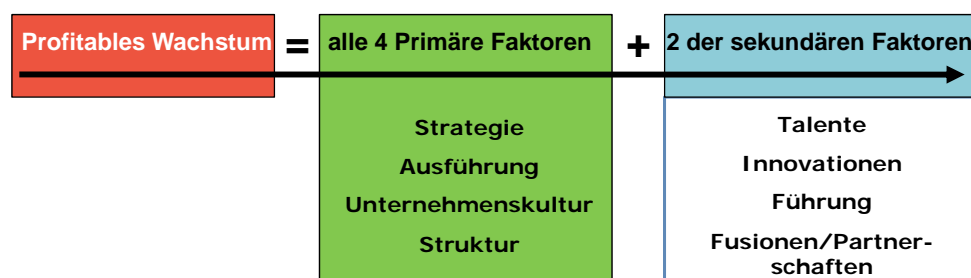 Profitables Wachstum = alle 4 Primäre Faktoren + 2 der sekundären Faktoren
Strategie
Ausführung
Unternehmenskultur
Struktur
Talente
Innovationen
Führung
Fusionen/Partner-
schaften